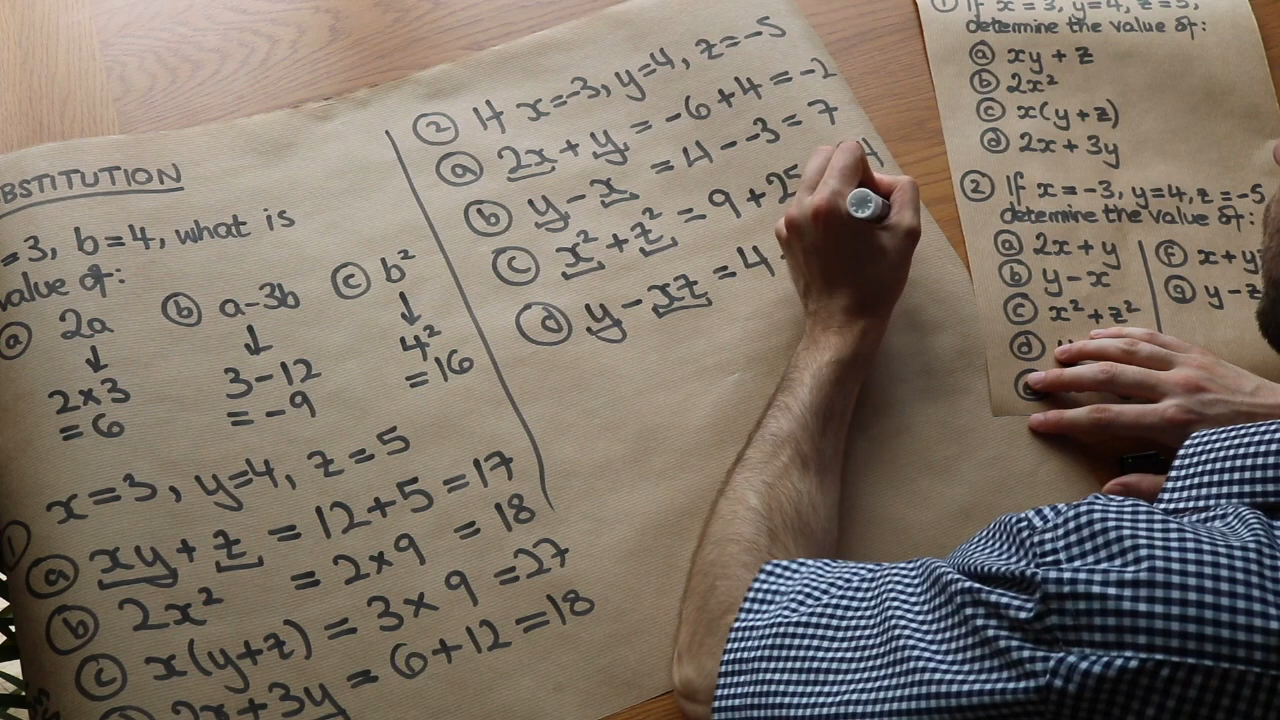 BSTITUTION
=3, b=4, what is
value of:
ⓐ 2a
↓
2×3
=6
ⓑ a-3b
↓
3-12
=-9
ⓒ b²
↓
4²
=16
① x=3, y=4, z=5
ⓐ xy+z = 12+5 = 17
ⓑ 2x² = 2×9 = 18
ⓒ x(y+z) = 3×9 = 27
2x+3y = 6+12 = 18
② If x=-3, y=4, z=-5
ⓐ 2x+y = -6+4 = -2
ⓑ y-x = 4--3 = 7
ⓒ x²+z² = 9+25
ⓓ y-xz = 4
① If x=3, y=4, z=5,
determine the value of:
ⓐ xy+z
ⓑ 2x²
ⓒ x(y+z)
ⓓ 2x+3y
② If x=-3, y=4, z=-5
determine the value of:
ⓐ 2x+y
ⓑ y-x
ⓒ x²+z²
ⓓ
ⓕ x+y
ⓖ y-z